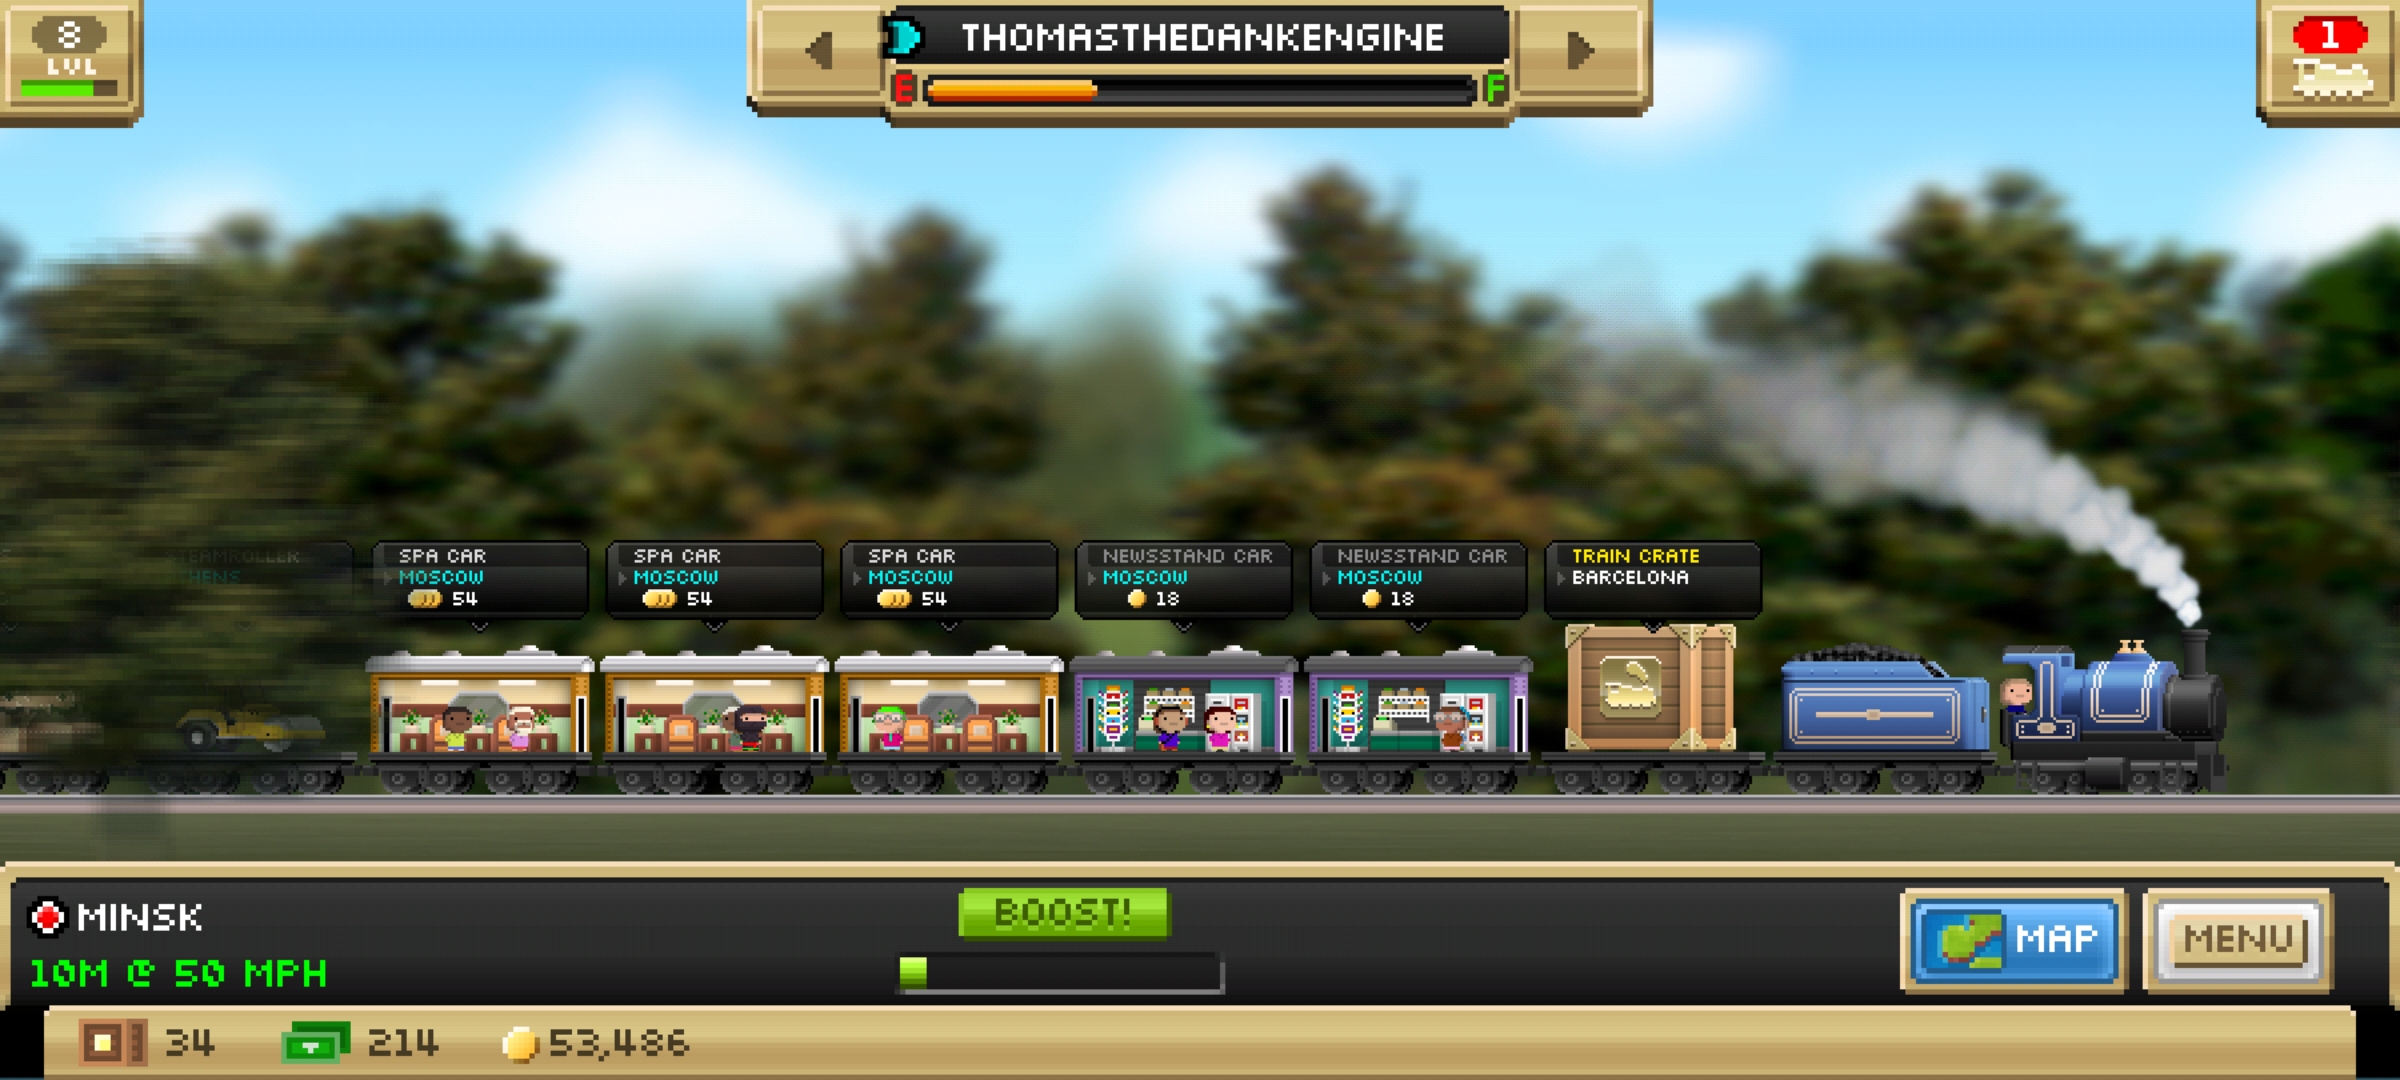 8
LVL
THOMASTHEDANKENGINE
E
F
1
SPA CAR
MOSCOW
54
SPA CAR
MOSCOW
54
SPA CAR
MOSCOW
54
NEWSSTAND CAR
MOSCOW
18
NEWSSTAND CAR
MOSCOW
18
TRAIN CRATE
BARCELONA
MINSK
10M @ 50 MPH
BOOST!
MAP
MENU
34
214
53,486